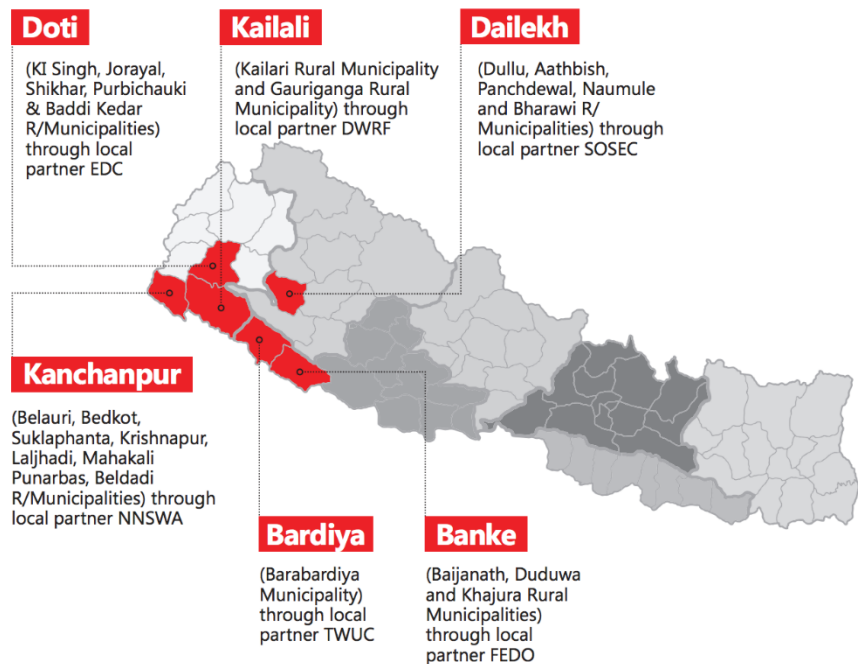 Doti
(KI Singh, Jorayal,
Shikhar, Purbichauki
& Baddi Kedar
R/Municipalities)
through local
partner EDC
Kailali
(Kailari Rural Municipality
and Gauriganga Rural
Municipality) through
local partner DWRF
Dailekh
(Dullu, Aathbish,
Panchdewal, Naumule
and Bharawi R/
Municipalities) through
local partner SOSEC
Kanchanpur
(Belauri, Bedkot,
Suklaphanta, Krishnapur,
Laljhadi, Mahakali
Punarbas, Beldadi
R/Municipalities) through
local partner NNSWA
Bardiya
(Barabardiya
Municipality)
through local
partner TWUC
Banke
(Baijanath, Duduwa
and Khajura Rural
Municipalities)
through local
partner FEDO